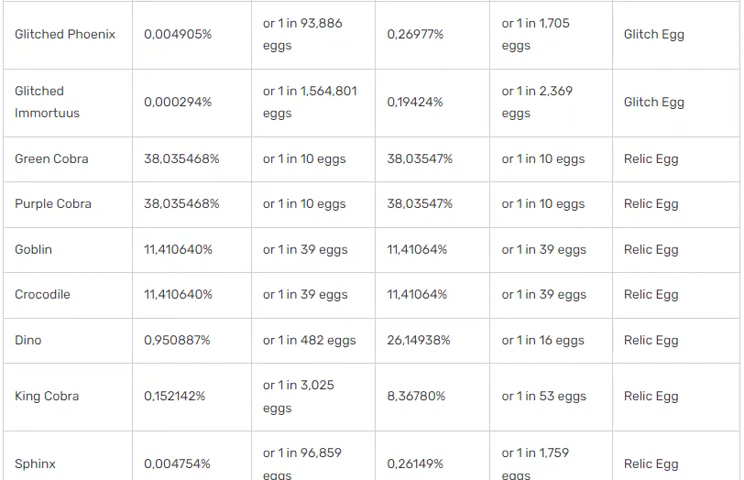 Glitched Phoenix 0,004905% or 1 in 93,886 eggs 0,26977% or 1 in 1,705 eggs Glitch Egg
Glitched Immortuus 0,000294% or 1 in 1,564,801 eggs 0,19424% or 1 in 2,369 eggs Glitch Egg
Green Cobra 38,035468% or 1 in 10 eggs 38,03547% or 1 in 10 eggs Relic Egg
Purple Cobra 38,035468% or 1 in 10 eggs 38,03547% or 1 in 10 eggs Relic Egg
Goblin 11,410640% or 1 in 39 eggs 11,41064% or 1 in 39 eggs Relic Egg
Crocodile 11,410640% or 1 in 39 eggs 11,41064% or 1 in 39 eggs Relic Egg
Dino 0,950887% or 1 in 482 eggs 26,14938% or 1 in 16 eggs Relic Egg
King Cobra 0,152142% or 1 in 3,025 eggs 8,36780% or 1 in 53 eggs Relic Egg
Sphinx 0,004754% or 1 in 96,859 eggs 0,26149% or 1 in 1,759 eggs Relic Egg